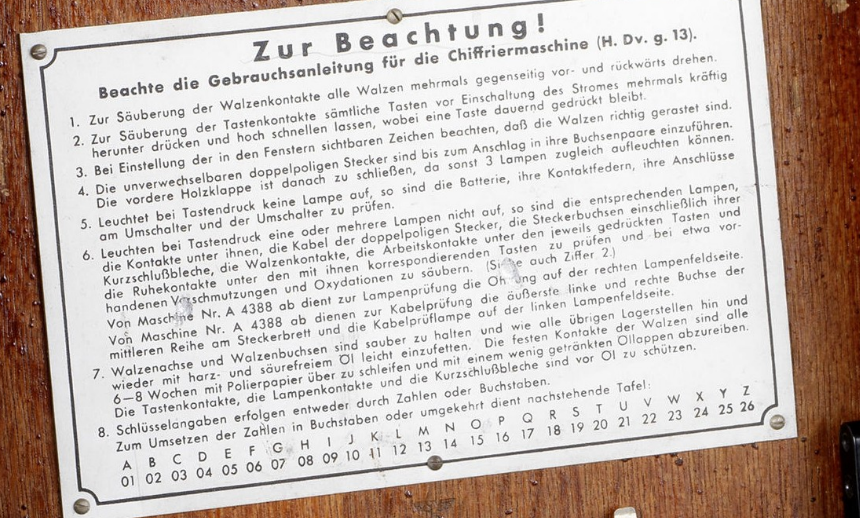 Zur Beachtung!
Beachte die Gebrauchsanleitung für die Chiffriermaschine (H. Dv. g. 13).
1. Zur Säuberung der Walzenkontakte alle Walzen mehrmals gegenseitig vor- und rückwärts drehen.
2. Zur Säuberung der Tastenkontakte sämtliche Tasten vor Einschaltung des Stromes mehrmals kräftig
herunter drücken und hoch schnellen lassen, wobei eine Taste dauernd gedrückt bleibt.
3. Bei Einstellung der in den Fenstern sichtbaren Zeichen beachten, daß die Walzen richtig gerastet sind.
4. Die unverwechselbaren doppelpoligen Stecker sind bis zum Anschlag in ihre Buchsenpaare einzuführen.
Die vordere Holzklappe ist danach zu schließen, da sonst 3 Lampen zugleich aufleuchten können.
5. Leuchtet bei Tastendruck keine Lampe auf, so sind die Batterie, ihre Kontaktfedern, ihre Anschlüsse
am Umschalter und der Umschalter zu prüfen.
6. Leuchten bei Tastendruck eine oder mehrere Lampen nicht auf, so sind die entsprechenden Lampen,
die Kontakte unter ihnen, die Kabel der doppelpoligen Stecker, die Steckerbuchsen einschließlich ihrer
Kurzschlußbleche, die Walzenkontakte, die Arbeitskontakte unter den jeweils gedrückten Tasten und
die Ruhekontakte unter den mit ihnen korrespondierenden Tasten zu prüfen und bei etwa vor-
handenen Verschmutzungen und Oxydationen zu säubern. (Siehe auch Ziffer 2.)
Von Maschine Nr. A 4388 ab dient zur Lampenprüfung die auf der rechten Lampenfeldseite.
Von Maschine Nr. A 4388 ab dienen zur Kabelprüfung die äußerste linke und rechte Buchse der
mittleren Reihe am Steckerbrett und die Kabelprüflampe auf der linken Lampenfeldseite.
7. Walzenachse und Walzenbuchsen sind sauber zu halten und wie alle übrigen Lagerstellen hin und
wieder mit harz- und säurefreiem Öl leicht einzufetten. Die festen Kontakte der Walzen sind alle
6—8 Wochen mit Polierpapier über zu schleifen und mit einem wenig getränkten Öllappen abzureiben.
Die Tastenkontakte, die Lampenkontakte und die Kurzschlußbleche sind vor Öl zu schützen.
8. Schlüsselangaben erfolgen entweder durch Zahlen oder Buchstaben.
Zum Umsetzen der Zahlen in Buchstaben oder umgekehrt dient nachstehende Tafel:
A B C D E F G H I J K L M N O P Q R S T U V W X Y Z
01 02 03 04 05 06 07 08 09 10 11 12 13 14 15 16 17 18 19 20 21 22 23 24 25 26